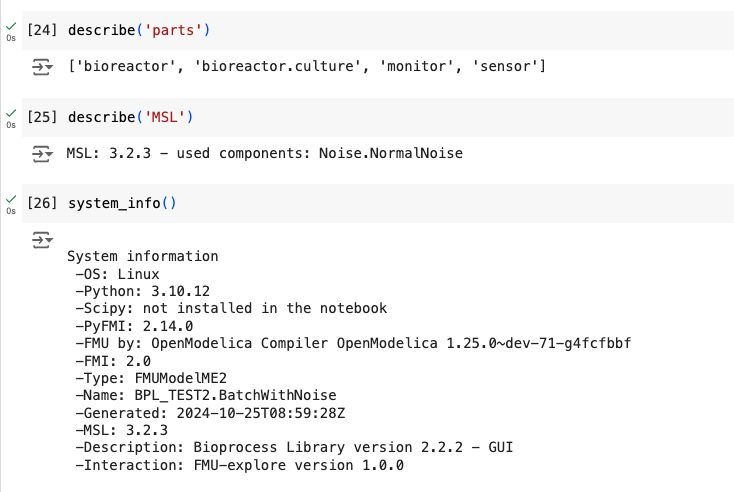 0s
[24] describe('parts')
['bioreactor', 'bioreactor.culture', 'monitor', 'sensor']
0s
[25] describe('MSL')
MSL: 3.2.3 - used components: Noise.NormalNoise
0s
[26] system_info()
System information
-OS: Linux
-Python: 3.10.12
-Scipy: not installed in the notebook
-PyFMI: 2.14.0
-FMU by: OpenModelica Compiler OpenModelica 1.25.0~dev-71-g4fcfbbf
-FMI: 2.0
-Type: FMUModelME2
-Name: BPL_TEST2.BatchWithNoise
-Generated: 2024-10-25T08:59:28Z
-MSL: 3.2.3
-Description: Bioprocess Library version 2.2.2 - GUI
-Interaction: FMU-explore version 1.0.0